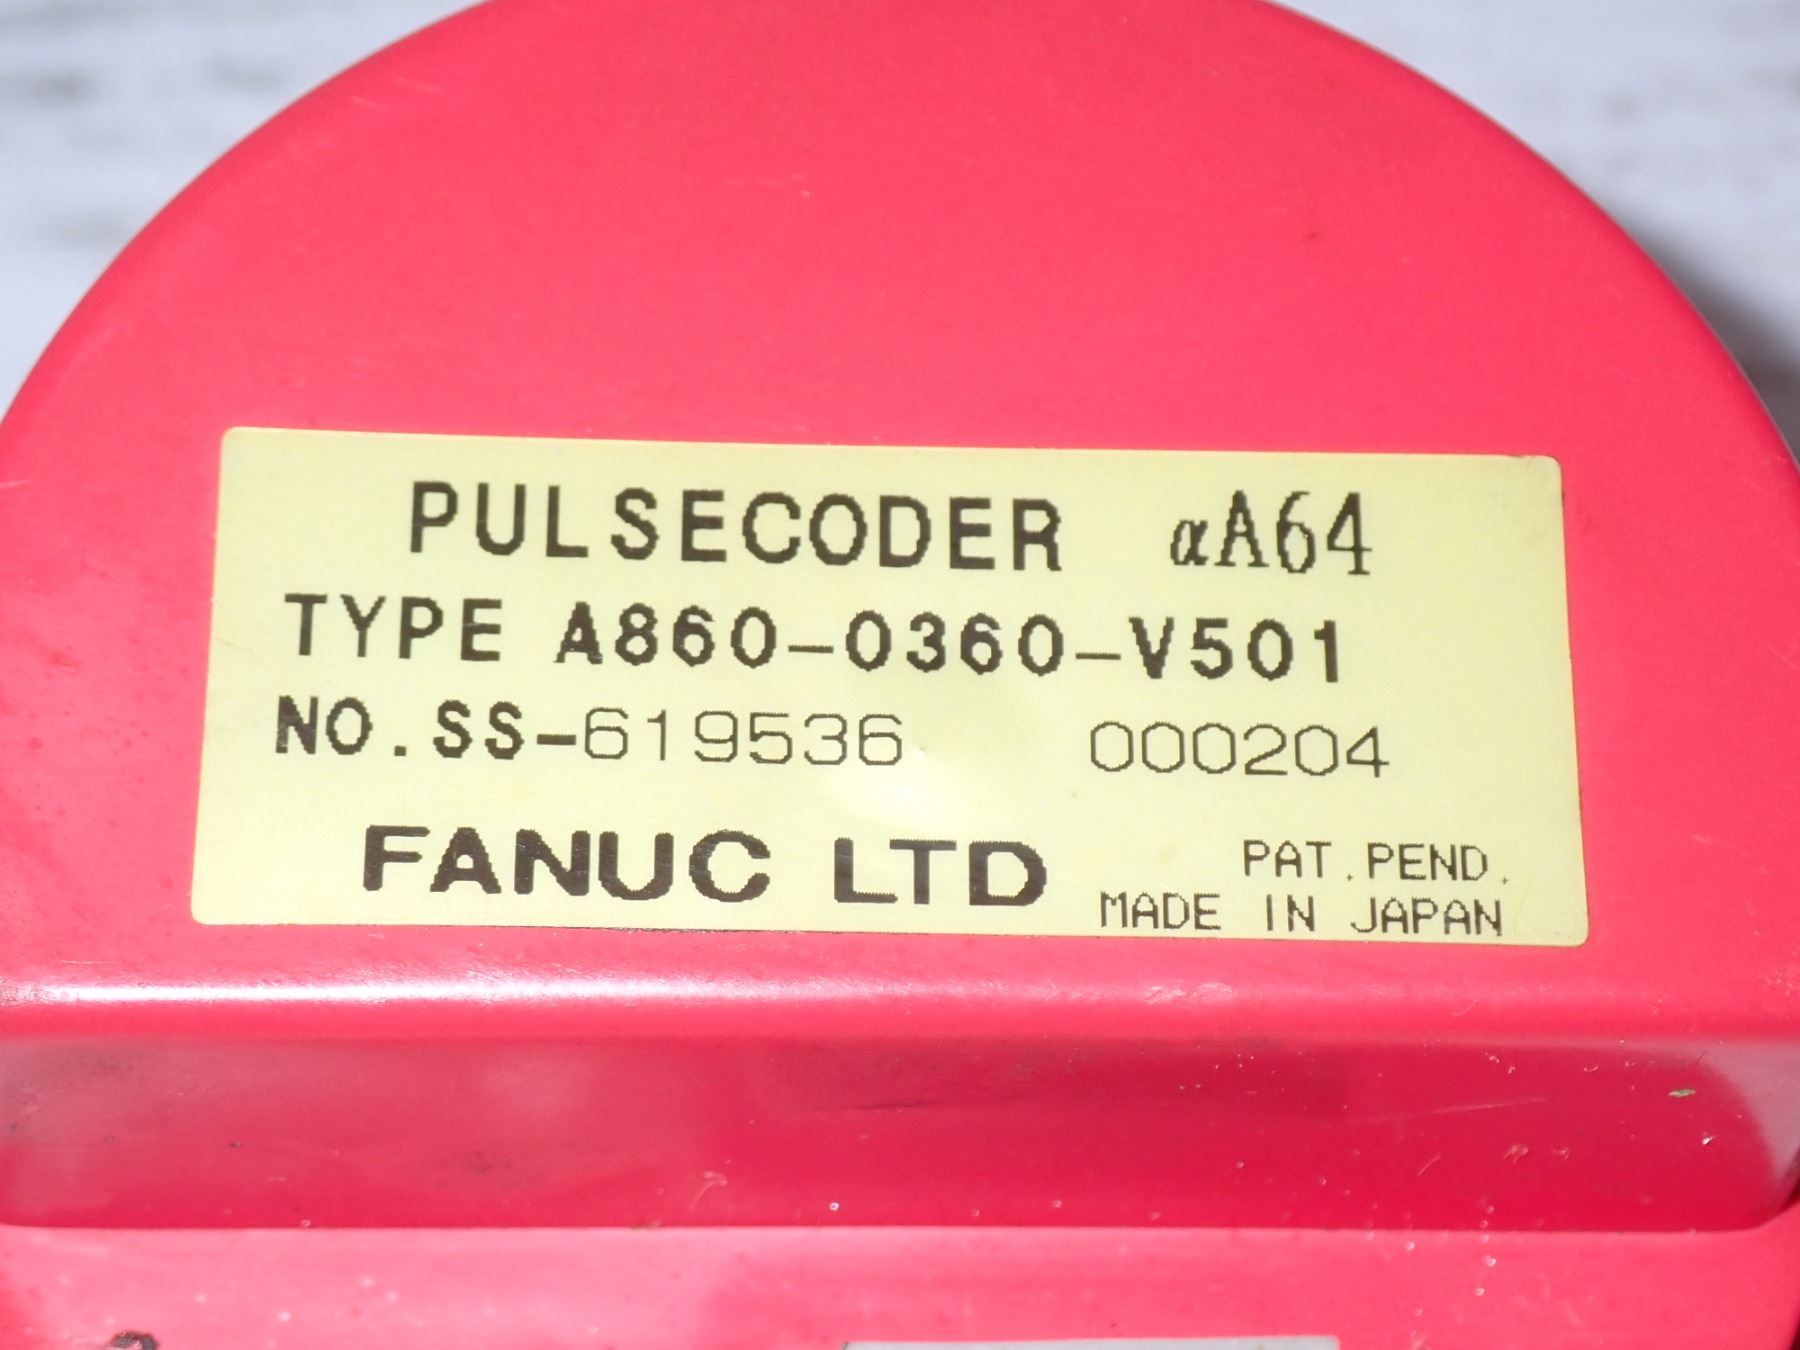 PULSECODER αA64
TYPE A860-0360-V501
NO.SS-619536 000204
FANUC LTD
PAT.PEND.
MADE IN JAPAN